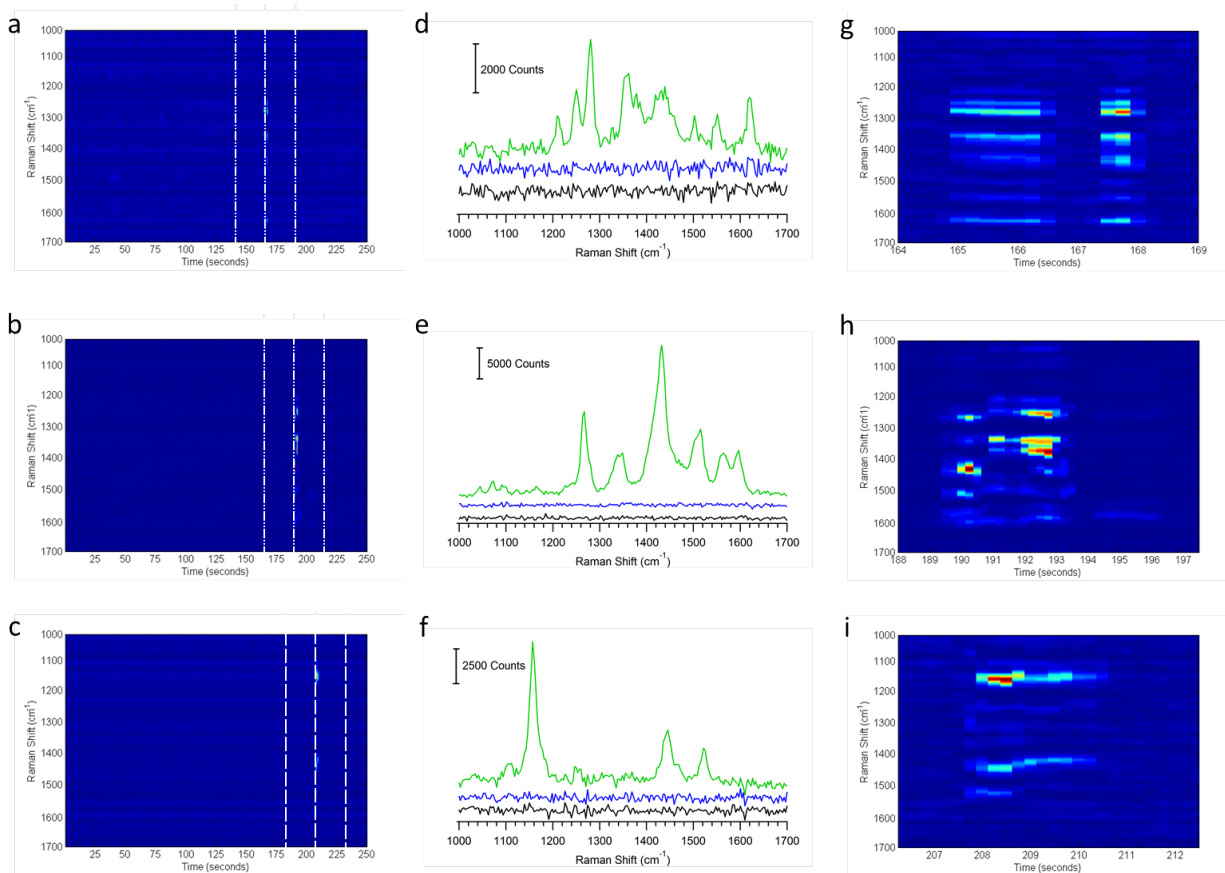 a
1000
1100
1200
1300
1400
1500
1600
1700
Raman Shift (cm⁻¹)
25 50 75 100 125 150 175 200 225 250
Time (seconds)
d
2000 Counts
1000 1100 1200 1300 1400 1500 1600 1700
Raman Shift (cm⁻¹)
g
1000
1100
1200
1300
1400
1500
1600
1700
Raman Shift (cm⁻¹)
164 165 166 167 168 169
Time (seconds)
b
1000
1200
1300
1400
1500
1600
1700
Raman Shift (cm⁻1)
25 50 75 100 125 150 175 200 225 250
Time (seconds)
e
5000 Counts
1000 1100 1200 1300 1400 1500 1600 1700
Raman Shift (cm⁻¹)
h
1000
1200
1300
1400
1500
1600
1700
Raman Shift (cm⁻1)
188 189 190 191 192 193 194 195 196 197
Time (seconds)
c
1000
1100
1200
1300
1400
1500
1600
1700
Raman Shift (cm⁻¹)
25 50 75 100 125 150 175 200 225 250
Time (seconds)
f
2500 Counts
1000 1100 1200 1300 1400 1500 1600 1700
Raman Shift (cm⁻¹)
i
1000
1100
1200
1300
1400
1500
1600
1700
Raman Shift (cm⁻¹)
207 208 209 210 211 212
Time (seconds)